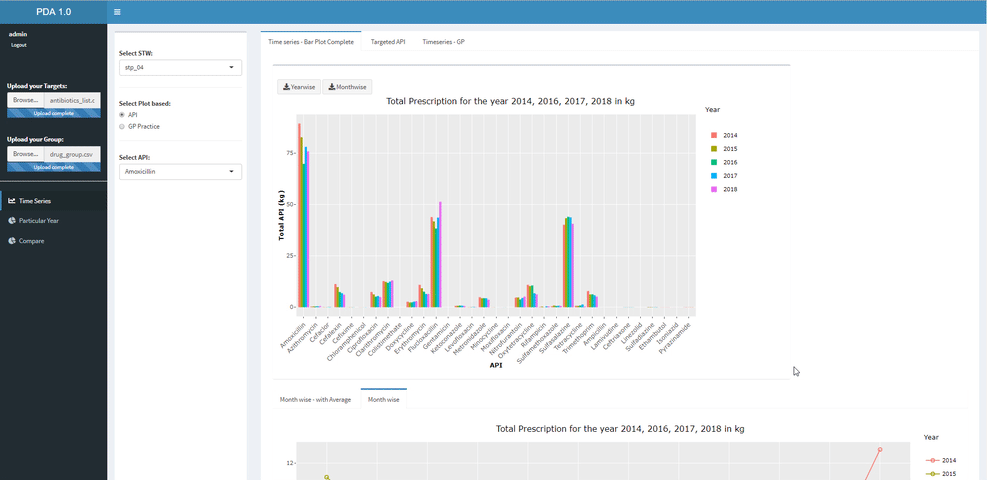 PDA 1.0
admin
Logout
Upload your Targets:
Browse... antibiotics_list.c
Upload complete
Upload your Group:
Browse... drug_group.csv
Upload complete
Time Series
Particular Year
Compare
Select STW:
stp_04
Select Plot based:
API
GP Practice
Select API:
Amoxicillin
Time series - Bar Plot Complete Targeted API Timeseries - GP
Yearwise Monthwise
Total Prescription for the year 2014, 2016, 2017, 2018 in kg
Year
2014
2015
2016
2017
2018
Total API (kg)
75
50
25
0
Amoxicillin
Azithromycin
Cefaclor
Cefalexin
Cefixime
Chloramphenicol
Ciprofloxacin
Clarithromycin
Colistimethate
Doxycycline
Erythromycin
Flucloxacillin
Gentamicin
Ketoconazole
Levofloxacin
Metronidazole
Minocycline
Moxifloxacin
Nitrofurantoin
Oxytetracycline
Rifampicin
Sulfamethoxazole
Sulfasalazine
Tetracycline
Trimethoprim
Amoxicillin
Lamivudine
Ceftriaxone
Linezolid
Sulfadiazine
Ethambutol
Isoniazid
Pyrazinamide
API
Month wise - with Average Month wise
Total Prescription for the year 2014, 2016, 2017, 2018 in kg
Year
2014
2015
12